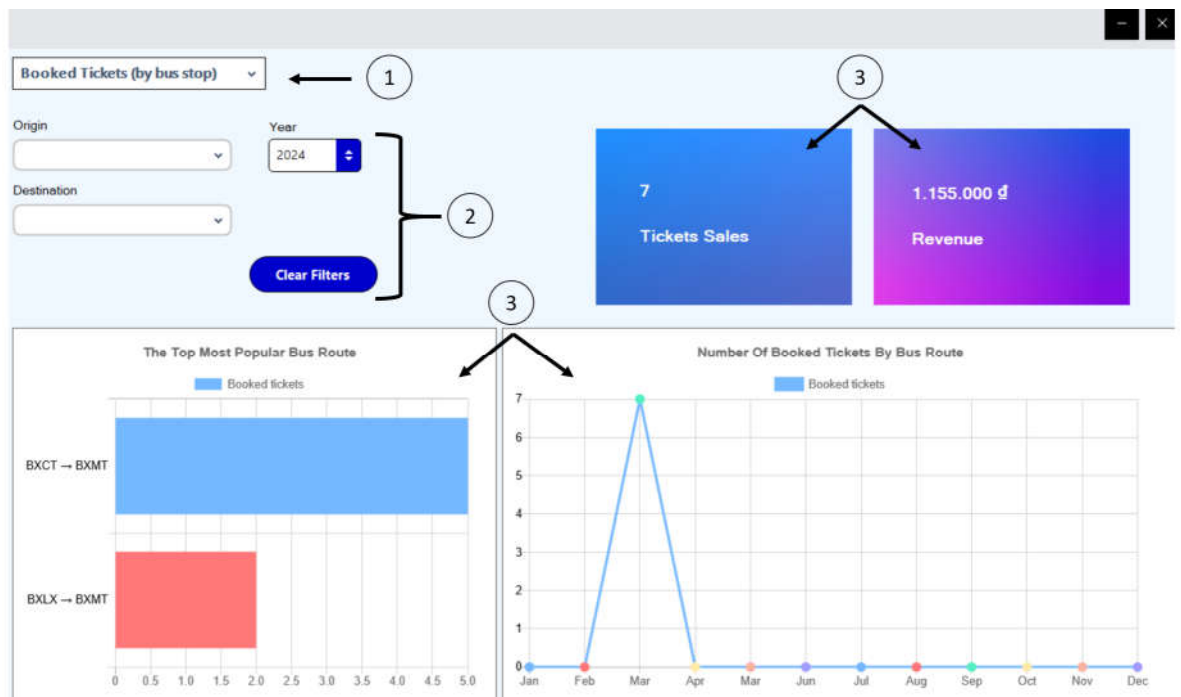 Booked Tickets (by bus stop)
1
3
Origin
Year
2024
Destination
2
Clear Filters
7
Tickets Sales
1.155.000 ₫
Revenue
3
The Top Most Popular Bus Route
Booked tickets
BXCT → BXMT
BXLX → BXMT
0 0.5 1.0 1.5 2.0 2.5 3.0 3.5 4.0 4.5 5.0
Number Of Booked Tickets By Bus Route
Booked tickets
7
6
5
4
3
2
1
0
Jan Feb Mar Apr Mar Jun Jul Aug Sep Oct Nov Dec